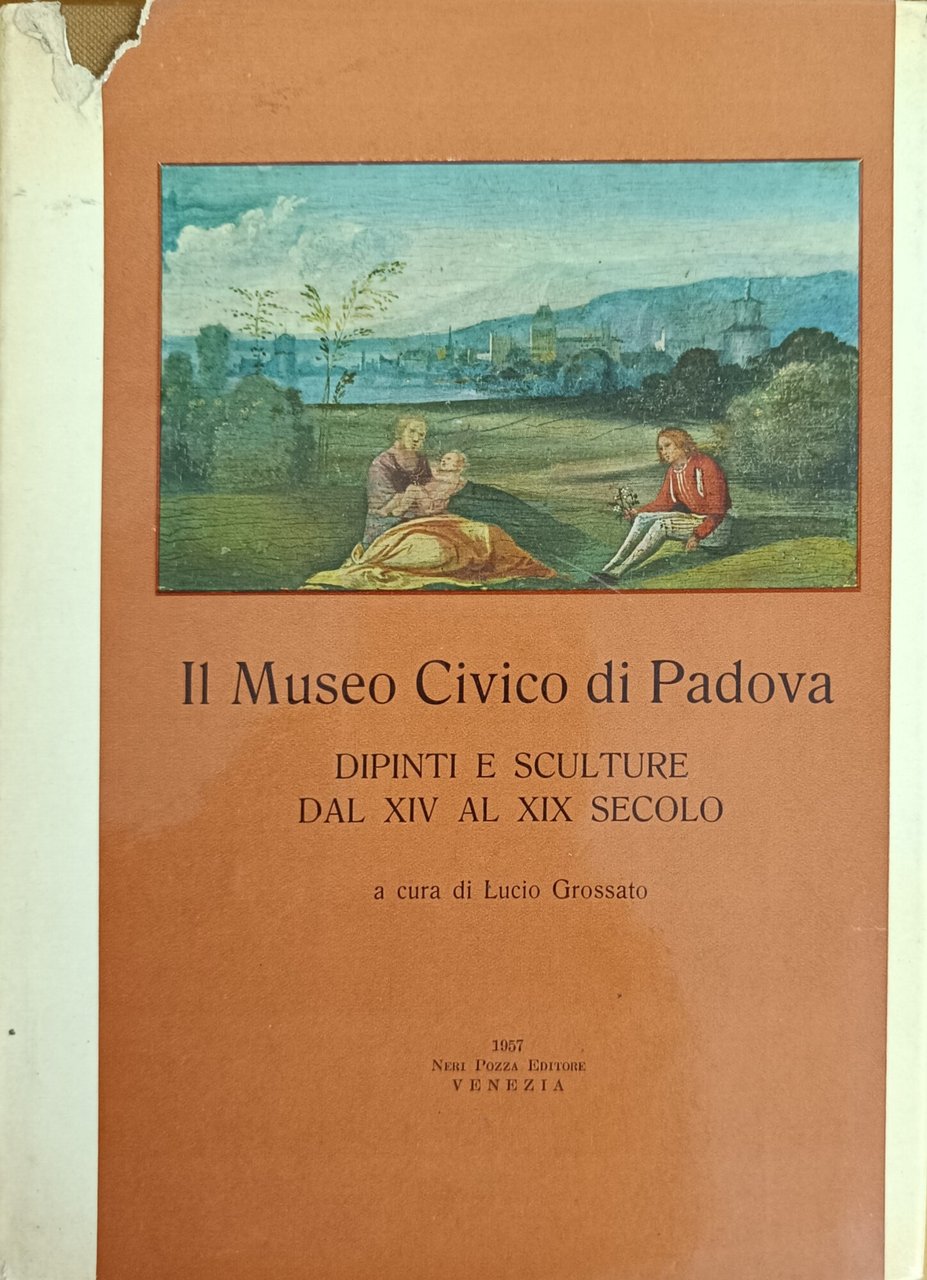 Il Museo Civico di Padova
DIPINTI E SCULTURE
DAL XIV AL XIX SECOLO
a cura di Lucio Grossato
1957
NERI POZZA EDITORE
VENEZIA